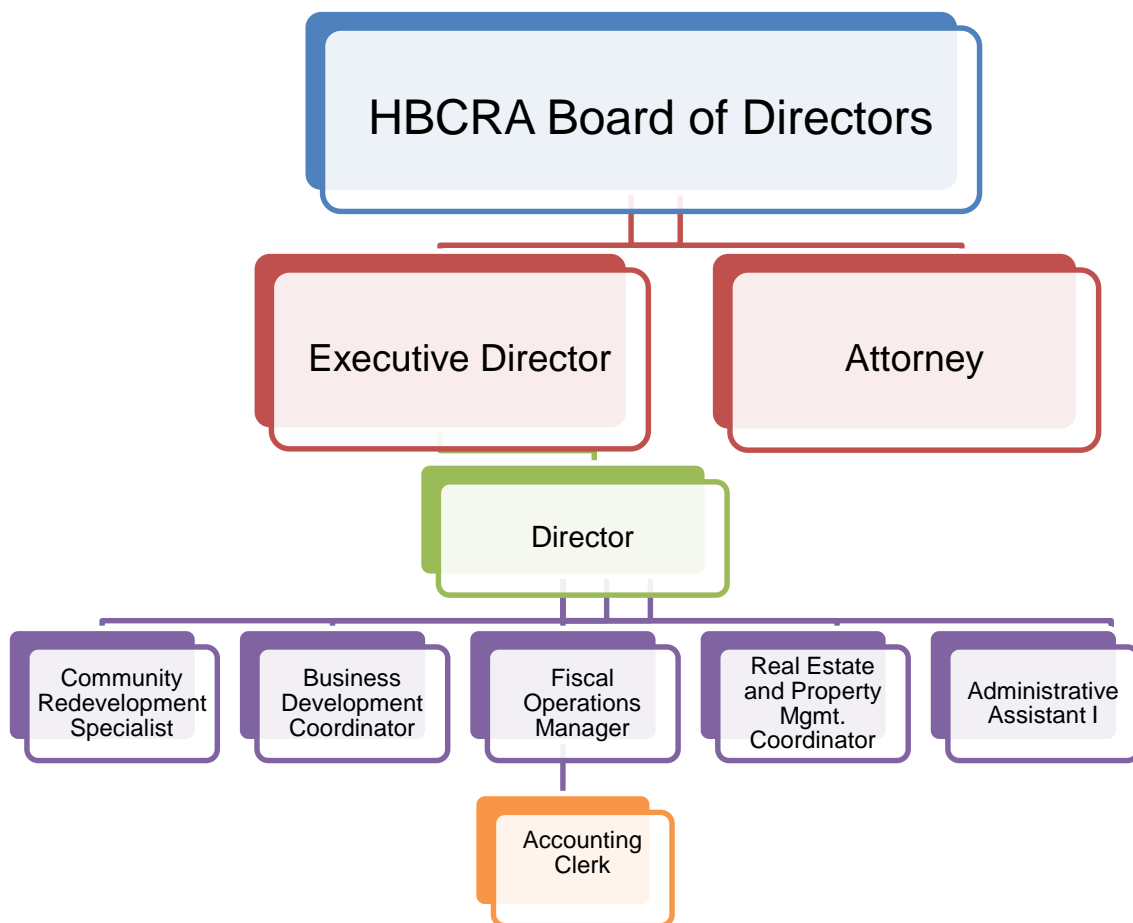 HBCRA Board of Directors
Executive Director
Attorney
Director
Community
Redevelopment
Specialist
Business
Development
Coordinator
Fiscal
Operations
Manager
Real Estate
and Property
Mgmt.
Coordinator
Administrative
Assistant I
Accounting
Clerk